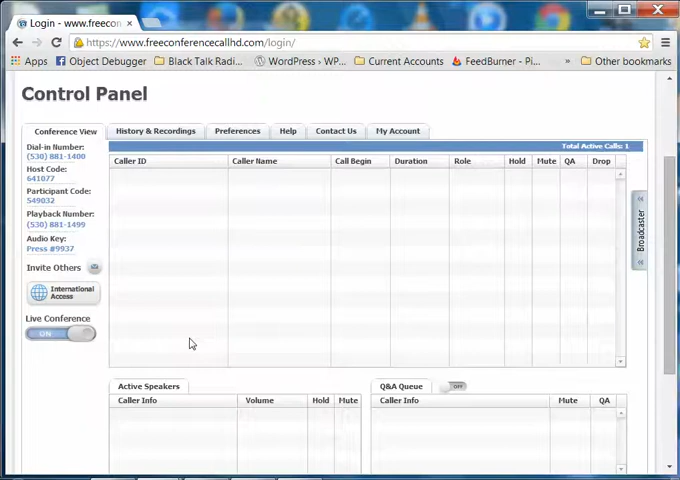 Login - www.freecon
https://www.freeconferencecallhd.com/login/
Apps Object Debugger Black Talk Radi... WordPress › WP... Current Accounts FeedBurner - Pi... » Other bookmarks
Control Panel
Conference View History & Recordings Preferences Help Contact Us My Account
Dial-in Number:
(530) 881-1400
Host Code:
641077
Participant Code:
549032
Playback Number:
(530) 881-1499
Audio Key:
Press #9937
Invite Others
International
Access
Live Conference
ON
Total Active Calls: 1
Caller ID Caller Name Call Begin Duration Role Hold Mute QA Drop
Broadcaster
Active Speakers
Caller Info Volume Hold Mute
Q&A Queue OFF
Caller Info Mute QA